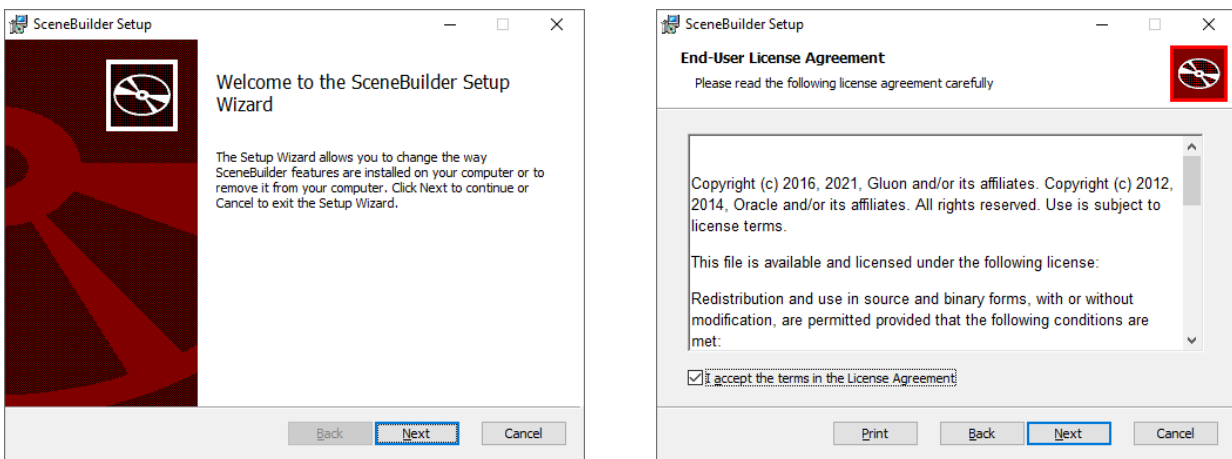 SceneBuilder Setup
Welcome to the SceneBuilder Setup
Wizard
The Setup Wizard allows you to change the way
SceneBuilder features are installed on your computer or to
remove it from your computer. Click Next to continue or
Cancel to exit the Setup Wizard.
Back Next Cancel
SceneBuilder Setup
End-User License Agreement
Please read the following license agreement carefully
Copyright (c) 2016, 2021, Gluon and/or its affiliates. Copyright (c) 2012,
2014, Oracle and/or its affiliates. All rights reserved. Use is subject to
license terms.
This file is available and licensed under the following license:
Redistribution and use in source and binary forms, with or without
modification, are permitted provided that the following conditions are
met:
I accept the terms in the License Agreement
Print Back Next Cancel